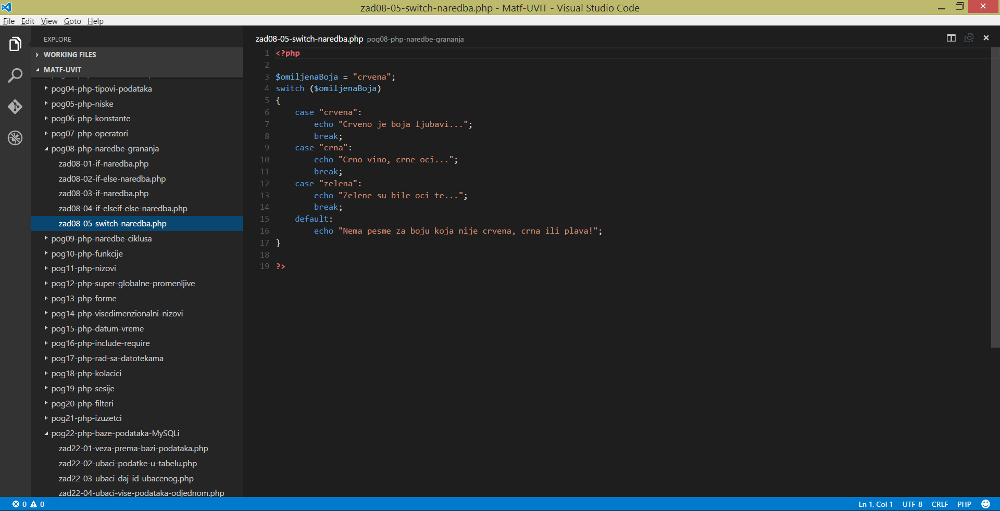 zad08-05-switch-naredba.php - Matf-UVIT - Visual Studio Code
File Edit View Goto Help
EXPLORE
WORKING FILES
MATF-UVIT
pog04-php-tipovi-podataka
pog05-php-niske
pog06-php-konstante
pog07-php-operatori
pog08-php-naredbe-grananja
zad08-01-if-naredba.php
zad08-02-if-else-naredba.php
zad08-03-if-naredba.php
zad08-04-if-elseif-else-naredba.php
zad08-05-switch-naredba.php
pog09-php-naredbe-ciklusa
pog10-php-funkcije
pog11-php-nizovi
pog12-php-super-globalne-promenljive
pog13-php-forme
pog14-php-visedimenzionalni-nizovi
pog15-php-datum-vreme
pog16-php-include-require
pog17-php-rad-sa-datotekama
pog18-php-kolacici
pog19-php-sesije
pog20-php-filteri
pog21-php-izuzetci
pog22-php-baze-podataka-MySQLi
zad22-01-veza-prema-bazi-podataka.php
zad22-02-ubaci-podatke-u-tabelu.php
zad22-03-ubaci-daj-id-ubacenog.php
zad22-04-ubaci-vise-podataka-odjednom.php
zad08-05-switch-naredba.php pog08-php-naredbe-grananja
1 <?php
2
3 $omiljenaBoja = "crvena";
4 switch ($omiljenaBoja)
5 {
6     case "crvena":
7         echo "Crveno je boja ljubavi...";
8         break;
9     case "crna":
10         echo "Crno vino, crne oci...";
11         break;
12     case "zelena":
13         echo "Zelene su bile oci te...";
14         break;
15     default:
16         echo "Nema pesme za boju koja nije crvena, crna ili plava!";
17 }
18
19 ?>
0 0 Ln 1, Col 1 UTF-8 CRLF PHP